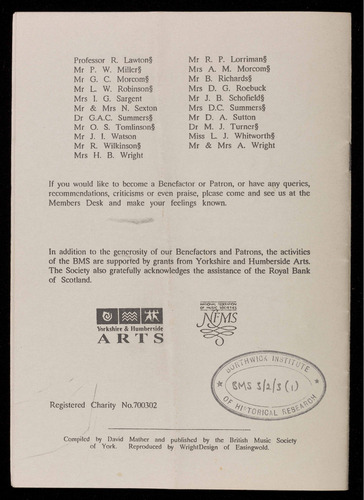 Professor R. Lawton§
Mr P. W. Miller§
Mr G. C. Morcom§
Mr L. W. Robinson§
Mrs I. G. Sargent
Mr & Mrs N. Sexton
Dr G.A.C. Summers§
Mr O. S. Tomlinson§
Mr J. I. Watson
Mr R. Wilkinson§
Mrs H. B. Wright
Mr R. P. Lorriman§
Mrs A. M. Morcom§
Mr B. Richards§
Mrs D. G. Roebuck
Mr J. B. Schofield§
Mrs D.C. Summers§
Mr D. A. Sutton
Dr M. J. Turner§
Miss L. J. Whitworth§
Mr & Mrs A. Wright
If you would like to become a Benefactor or Patron, or have any queries,
recommendations, criticisms or even praise, please come and see us at the
Members Desk and make your feelings known.
In addition to the generosity of our Benefactors and Patrons, the activities
of the BMS are supported by grants from Yorkshire and Humberside Arts.
The Society also gratefully acknowledges the assistance of the Royal Bank
of Scotland.
Yorkshire & Humberside
ARTS
NATIONAL FEDERATION
OF MUSIC SOCIETIES
NFMS
BORTHWICK INSTITUTE
BMS 3/2/5 (1)
OF HISTORICAL RESEARCH
Registered Charity No.700302
Compiled by David Mather and published by the British Music Society
of York. Reproduced by WrightDesign of Easingwold.